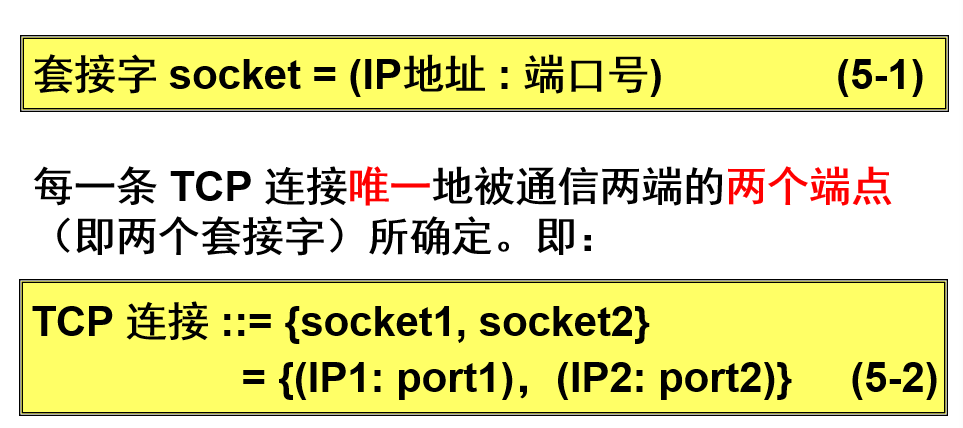 套接字 socket = (IP地址 : 端口号) (5-1)
每一条 TCP 连接唯一地被通信两端的两个端点
（即两个套接字）所确定。即：
TCP 连接 ::= {socket1, socket2}
= {(IP1: port1)，(IP2: port2)} (5-2)